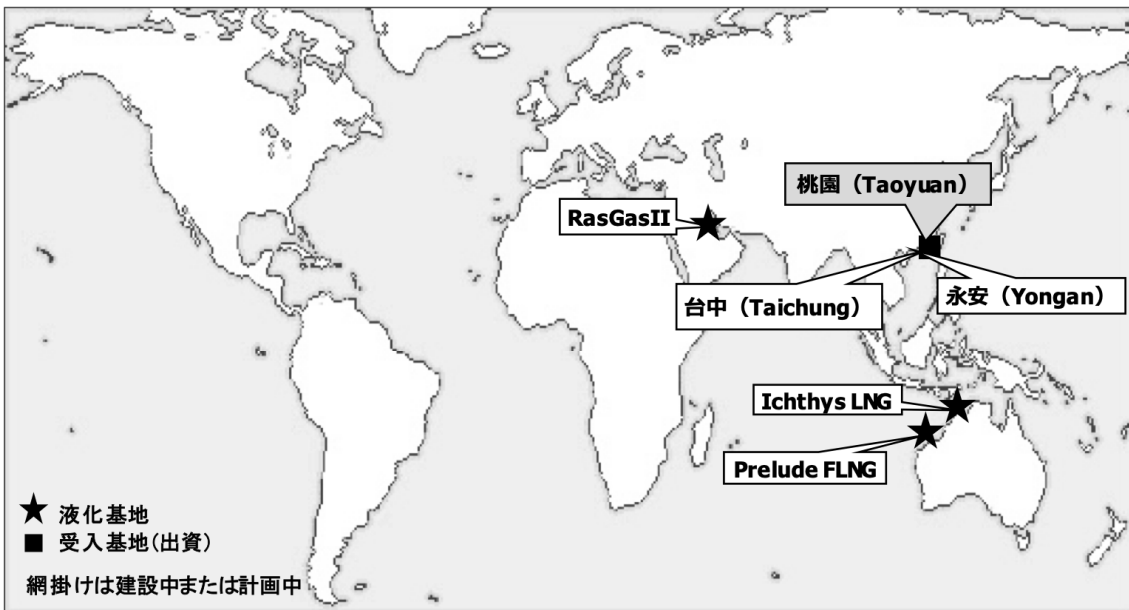 桃園（Taoyuan）
RasGasII
台中（Taichung）
永安（Yongan）
Ichthys LNG
Prelude FLNG
★ 液化基地
■ 受入基地(出資)
網掛けは建設中または計画中